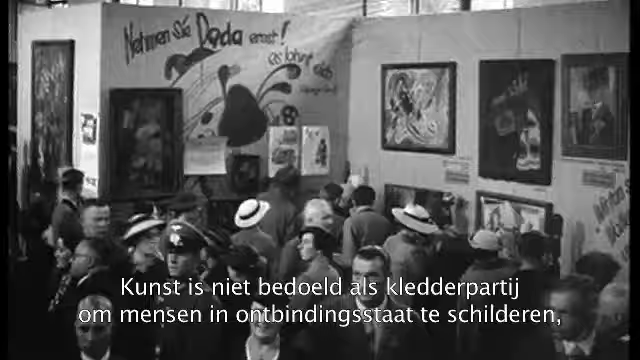 Nehmen Sie Dada ernst!
es lohnt sich
Kunst is niet bedoeld als kledderpartij
om mensen in ontbindingsstaat te schilderen,